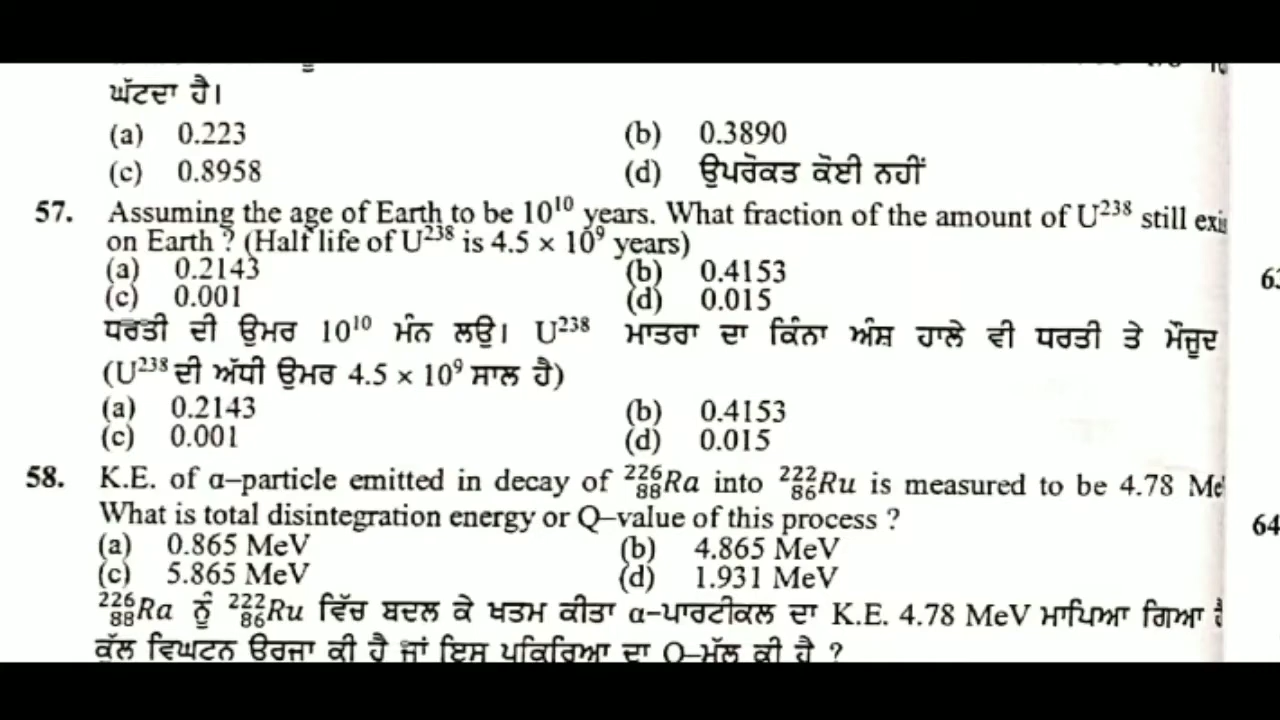 ਘੱਟਦਾ ਹੈ।
(a) 0.223 (b) 0.3890
(c) 0.8958 (d) ਉਪਰੋਕਤ ਕੋਈ ਨਹੀਂ
57. Assuming the age of Earth to be 10¹⁰ years. What fraction of the amount of U²³⁸ still
on Earth ? (Half life of U²³⁸ is 4.5 × 10⁹ years)
(a) 0.2143 (b) 0.4153
(c) 0.001 (d) 0.015
ਧਰਤੀ ਦੀ ਉਮਰ 10¹⁰ ਮੰਨ ਲਉ। U²³⁸ ਮਾਤਰਾ ਦਾ ਕਿੰਨਾ ਅੰਸ਼ ਹਾਲੇ ਵੀ ਧਰਤੀ ਤੇ ਮੌਜੂਦ
(U²³⁸ ਦੀ ਅੱਧੀ ਉਮਰ 4.5 × 10⁹ ਸਾਲ ਹੈ)
(a) 0.2143 (b) 0.4153
(c) 0.001 (d) 0.015
58. K.E. of α–particle emitted in decay of ²²⁶₈₈Ra into ²²²₈₆Ru is measured to be 4.78
What is total disintegration energy or Q–value of this process ?
(a) 0.865 MeV (b) 4.865 MeV
(c) 5.865 MeV (d) 1.931 MeV
²²⁶₈₈Ra ਨੂੰ ²²²₈₆Ru ਵਿੱਚ ਬਦਲ ਕੇ ਖਤਮ ਕੀਤਾ α-ਪਾਰਟੀਕਲ ਦਾ K.E. 4.78 MeV ਮਾਪਿਆ ਗਿਆ
ਕੁੱਲ ਵਿਘਟਨ ਓਰਜਾ ਕੀ ਹੈ ਜਾਂ ਇਸ ਪ੍ਰਕਿਰਿਆ ਦਾ Q–ਮੁੱਲ ਕੀ ਹੈ ?
64